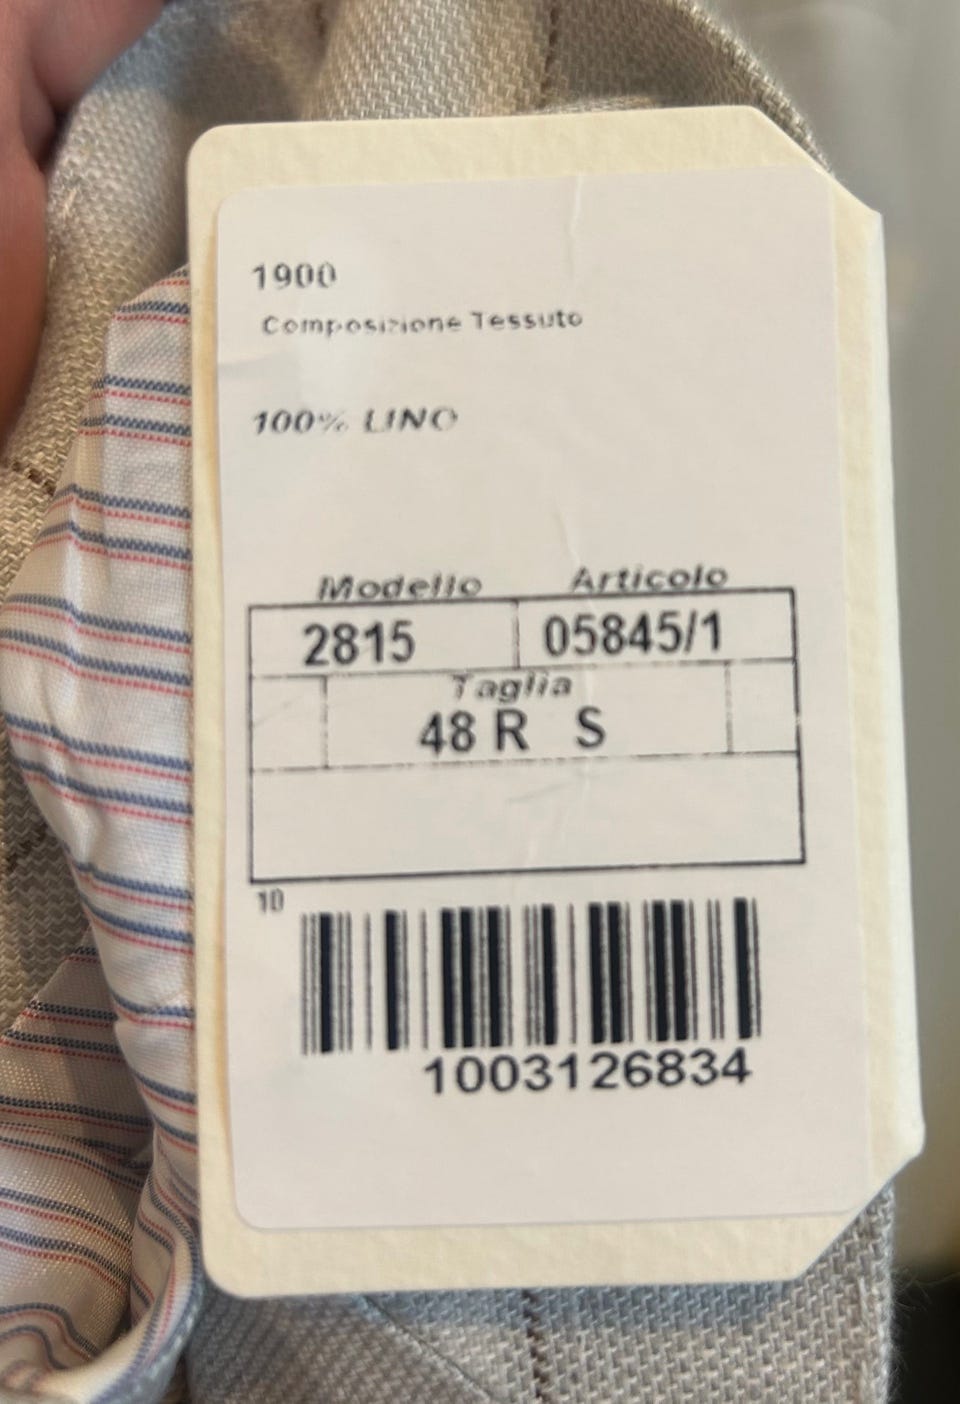 1900
Composizione Tessuto
100% LINO
Modello Articolo
2815 05845/1
Taglia
48 R S
10
1003126834